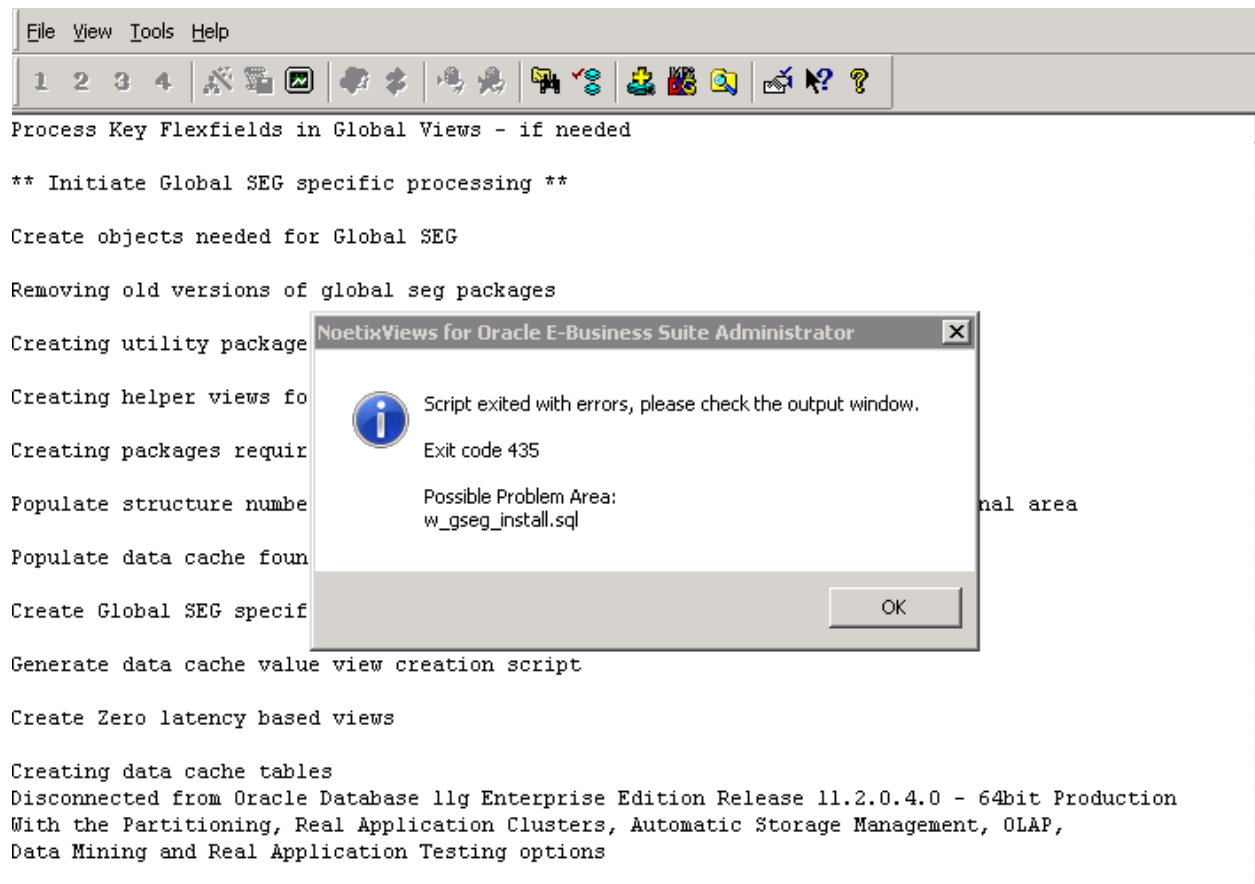 File View Tools Help
1 2 3 4
Process Key Flexfields in Global Views - if needed
** Initiate Global SEG specific processing **
Create objects needed for Global SEG
Removing old versions of global seg packages
Creating utility package
Creating helper views fo
Creating packages requir
Populate structure numbe
nal area
Populate data cache foun
Create Global SEG specif
Generate data cache value view creation script
Create Zero latency based views
Creating data cache tables
Disconnected from Oracle Database 11g Enterprise Edition Release 11.2.0.4.0 - 64bit Production
With the Partitioning, Real Application Clusters, Automatic Storage Management, OLAP,
Data Mining and Real Application Testing options
NoetixViews for Oracle E-Business Suite Administrator
Script exited with errors, please check the output window.
Exit code 435
Possible Problem Area:
w_gseg_install.sql
OK